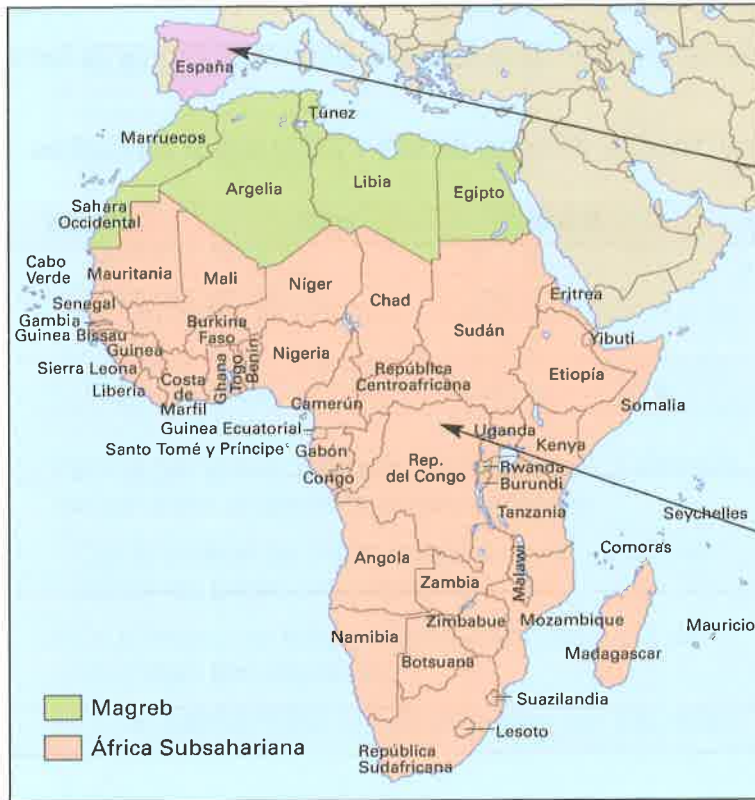 España
Túnez
Marruecos
Argelia
Libia
Egipto
Sahara
Occidental
Cabo
Verde
Mauritania
Mali
Níger
Chad
Sudán
Eritrea
Senegal
Gambia
Guinea Bissau
Guinea
Burkina
Faso
Nigeria
Yibuti
Etiopía
Sierra Leona
Liberia
Costa
de
Marfil
Ghana
Togo
Benín
República
Centroafricana
Camerún
Somalia
Guinea Ecuatorial
Santo Tomé y Príncipe
Gabón
Congo
Rep.
del Congo
Uganda
Kenya
Rwanda
Burundi
Tanzania
Seychelles
Comoras
Angola
Zambia
Malawi
Zimbabue
Mozambique
Mauricio
Namibia
Botsuana
Madagascar
Suazilandia
Lesoto
República
Sudafricana
Magreb
África Subsahariana